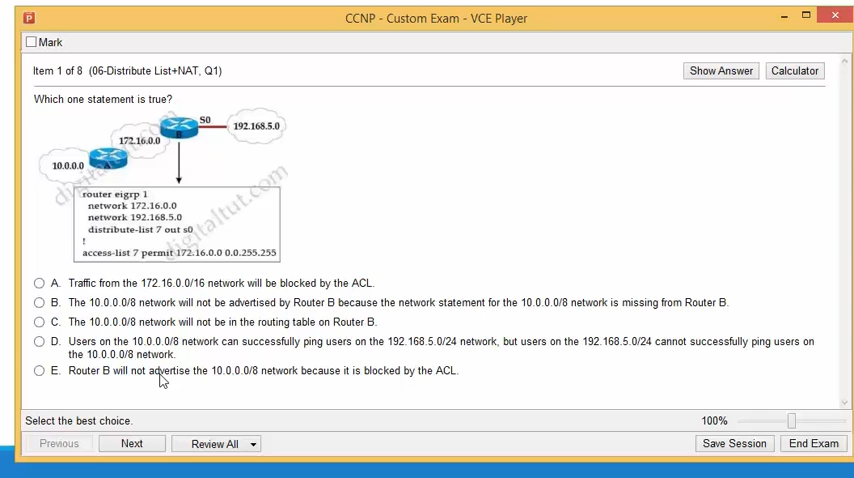 CCNP - Custom Exam - VCE Player
Mark
Item 1 of 8 (06-Distribute List+NAT, Q1)
Show Answer
Calculator
Which one statement is true?
S0
192.168.5.0
B
172.16.0.0
10.0.0.0
A
digitaltut.com
digitaltut.com
router eigrp 1
network 172.16.0.0
network 192.168.5.0
distribute-list 7 out s0
!
access-list 7 permit 172.16.0.0 0.0.255.255
A. Traffic from the 172.16.0.0/16 network will be blocked by the ACL.
B. The 10.0.0.0/8 network will not be advertised by Router B because the network statement for the 10.0.0.0/8 network is missing from Router B.
C. The 10.0.0.0/8 network will not be in the routing table on Router B.
D. Users on the 10.0.0.0/8 network can successfully ping users on the 192.168.5.0/24 network, but users on the 192.168.5.0/24 cannot successfully ping users on
the 10.0.0.0/8 network.
E. Router B will not advertise the 10.0.0.0/8 network because it is blocked by the ACL.
Select the best choice.
100%
Previous
Next
Review All
Save Session
End Exam